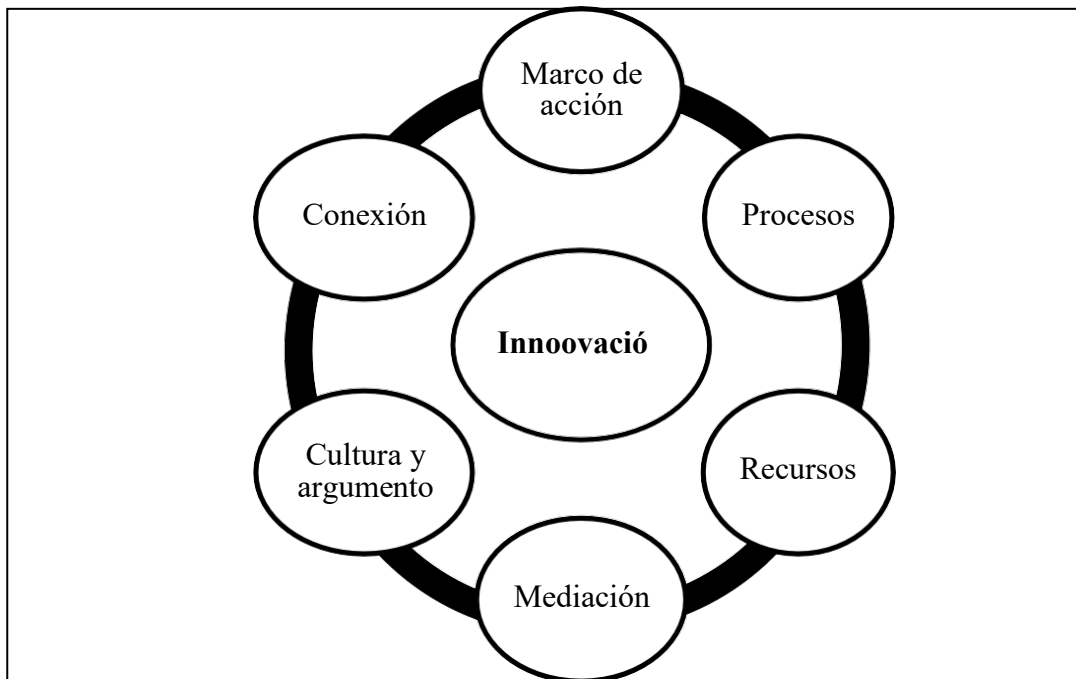 Marco de
acción
Procesos
Recursos
Mediación
Cultura y
argumento
Conexión
Innoovació